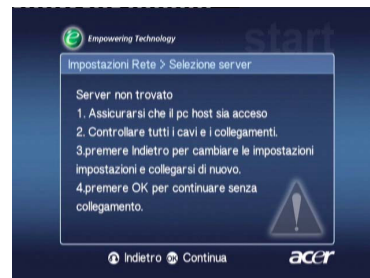 Empowering Technology
start
Impostazioni Rete > Selezione server
Server non trovato
1. Assicurarsi che il pc host sia acceso
2. Controllare tutti i cavi e i collegamenti.
3.premere Indietro per cambiare le impostazioni
impostazioni e collegarsi di nuovo.
4.premere OK per continuare senza
collegamento.
Indietro OK Continua
acer